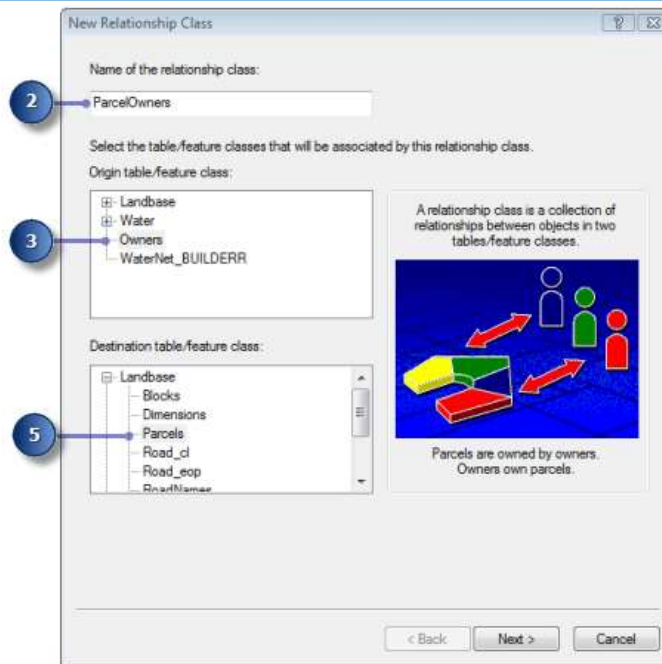 New Relationship Class
Name of the relationship class:
2
ParcelOwners
Select the table/feature classes that will be associated by this relationship class.
Origin table/feature class:
Landbase
Water
3
Owners
WaterNet_BUILDERR
A relationship class is a collection of
relationships between objects in two
tables/feature classes.
Destination table/feature class:
Landbase
Blocks
Dimensions
5
Parcels
Road_cl
Road_eop
RoadNames
Parcels are owned by owners.
Owners own parcels.
< Back
Next >
Cancel